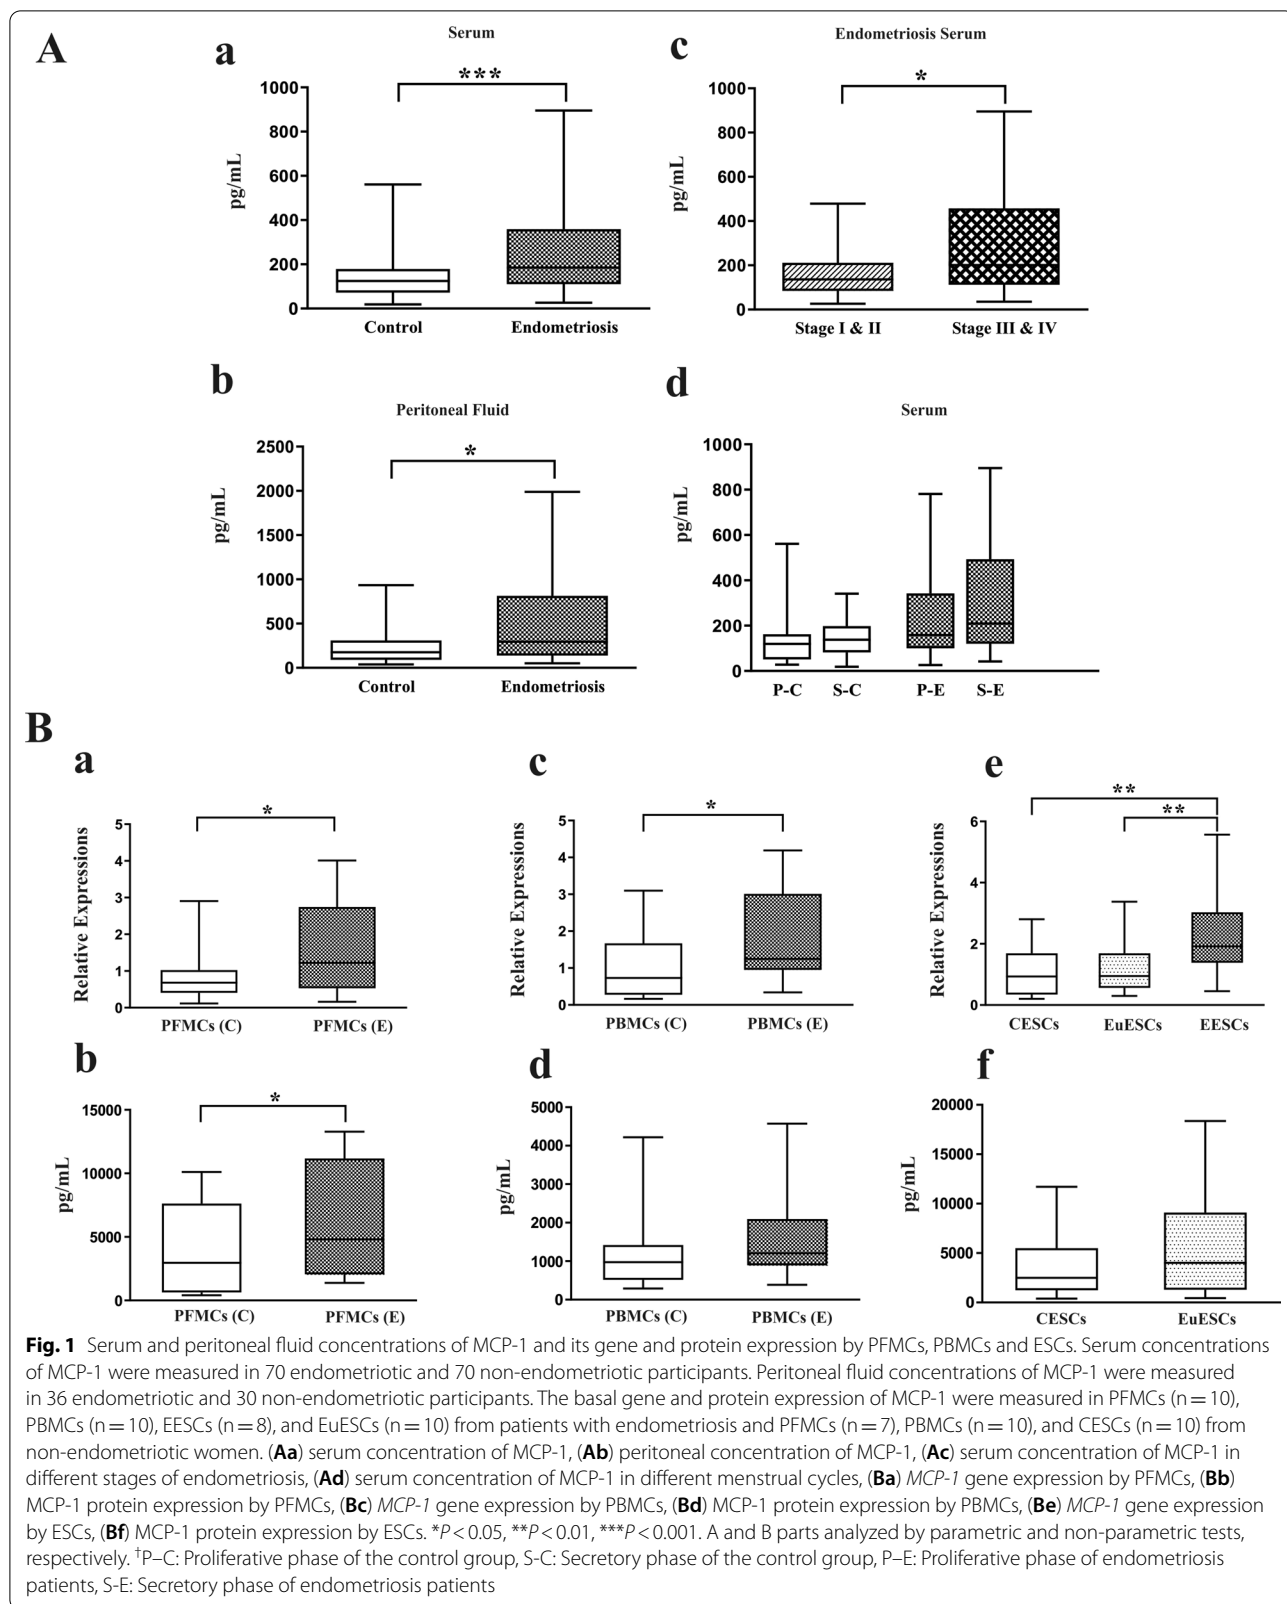 A
a
Serum
***
pg/mL
1000
800
600
400
200
0
Control
Endometriosis
c
Endometriosis Serum
*
pg/mL
1000
800
600
400
200
0
Stage I & II
Stage III & IV
b
Peritoneal Fluid
*
pg/mL
2500
2000
1500
1000
500
0
Control
Endometriosis
d
Serum
pg/mL
1000
800
600
400
200
0
P-C
S-C
P-E
S-E
B
a
*
Relative Expressions
5
4
3
2
1
0
PFMCs (C)
PFMCs (E)
c
*
Relative Expressions
5
4
3
2
1
0
PBMCs (C)
PBMCs (E)
e
**
**
Relative Expressions
6
4
2
0
CESCs
EuESCs
EESCs
b
*
pg/mL
15000
10000
5000
0
PFMCs (C)
PFMCs (E)
d
pg/mL
5000
4000
3000
2000
1000
0
PBMCs (C)
PBMCs (E)
f
pg/mL
20000
15000
10000
5000
0
CESCs
EuESCs
Fig. 1 Serum and peritoneal fluid concentrations of MCP-1 and its gene and protein expression by PFMCs, PBMCs and ESCs. Serum concentrations
of MCP-1 were measured in 70 endometriotic and 70 non-endometriotic participants. Peritoneal fluid concentrations of MCP-1 were measured
in 36 endometriotic and 30 non-endometriotic participants. The basal gene and protein expression of MCP-1 were measured in PFMCs (n = 10),
PBMCs (n = 10), EESCs (n = 8), and EuESCs (n = 10) from patients with endometriosis and PFMCs (n = 7), PBMCs (n = 10), and CESCs (n = 10) from
non-endometriotic women. (Aa) serum concentration of MCP-1, (Ab) peritoneal concentration of MCP-1, (Ac) serum concentration of MCP-1 in
different stages of endometriosis, (Ad) serum concentration of MCP-1 in different menstrual cycles, (Ba) MCP-1 gene expression by PFMCs, (Bb)
MCP-1 protein expression by PFMCs, (Bc) MCP-1 gene expression by PBMCs, (Bd) MCP-1 protein expression by PBMCs, (Be) MCP-1 gene expression
by ESCs, (Bf) MCP-1 protein expression by ESCs. *P < 0.05, **P < 0.01, ***P < 0.001. A and B parts analyzed by parametric and non-parametric tests,
respectively. †P–C: Proliferative phase of the control group, S-C: Secretory phase of the control group, P–E: Proliferative phase of endometriosis
patients, S-E: Secretory phase of endometriosis patients